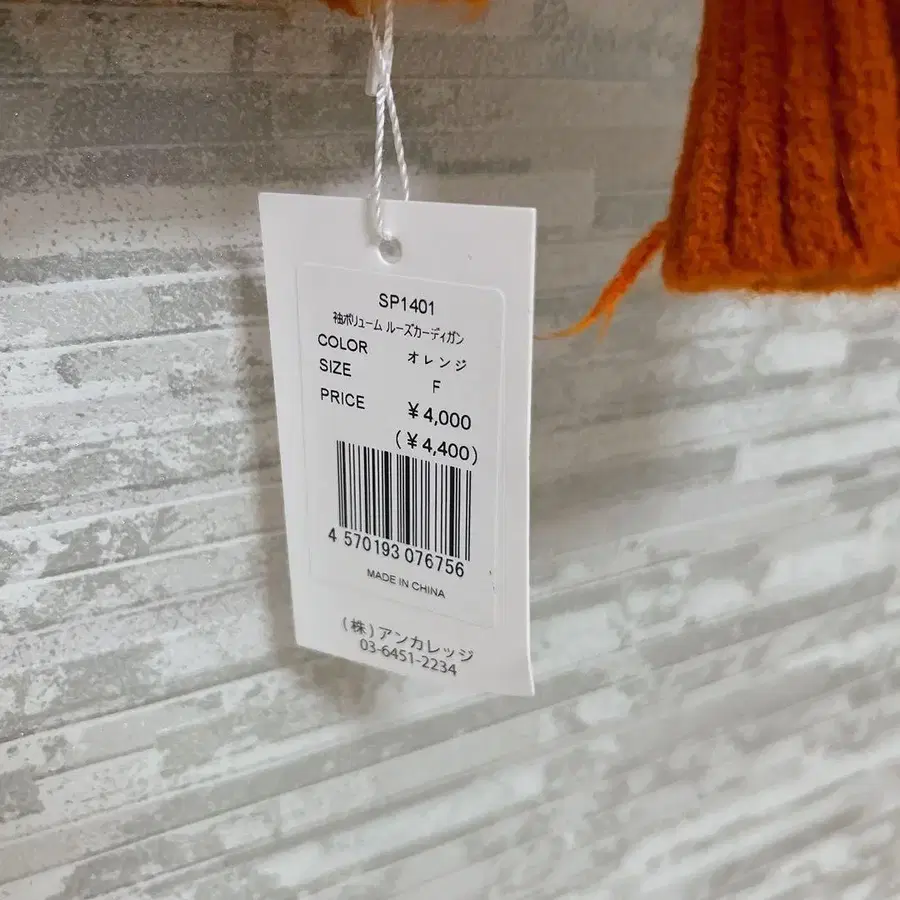 SP1401
袖ボリューム ルーズカーディガン
COLOR オレンジ
SIZE F
PRICE ¥4,000
(¥4,400)
4 570193 076756
MADE IN CHINA
(株)アンカレッジ
03-6451-2234